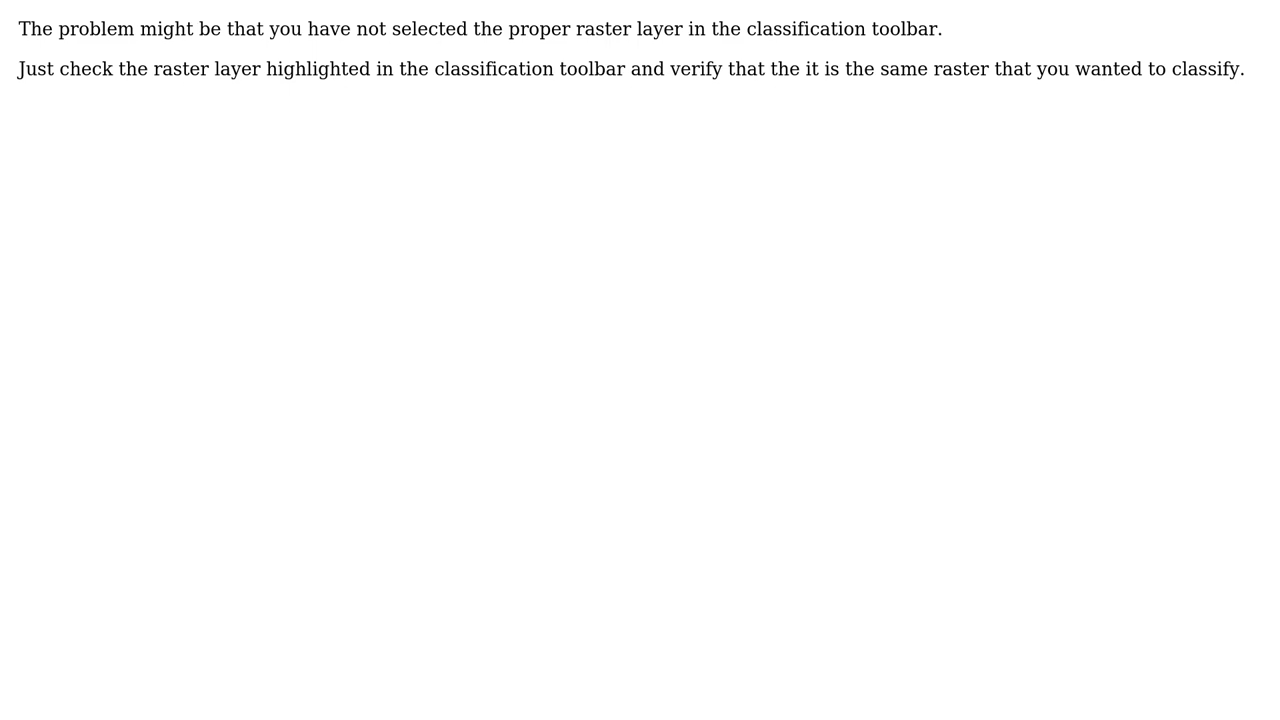 The problem might be that you have not selected the proper raster layer in the classification toolbar.
Just check the raster layer highlighted in the classification toolbar and verify that the it is the same raster that you wanted to classify.